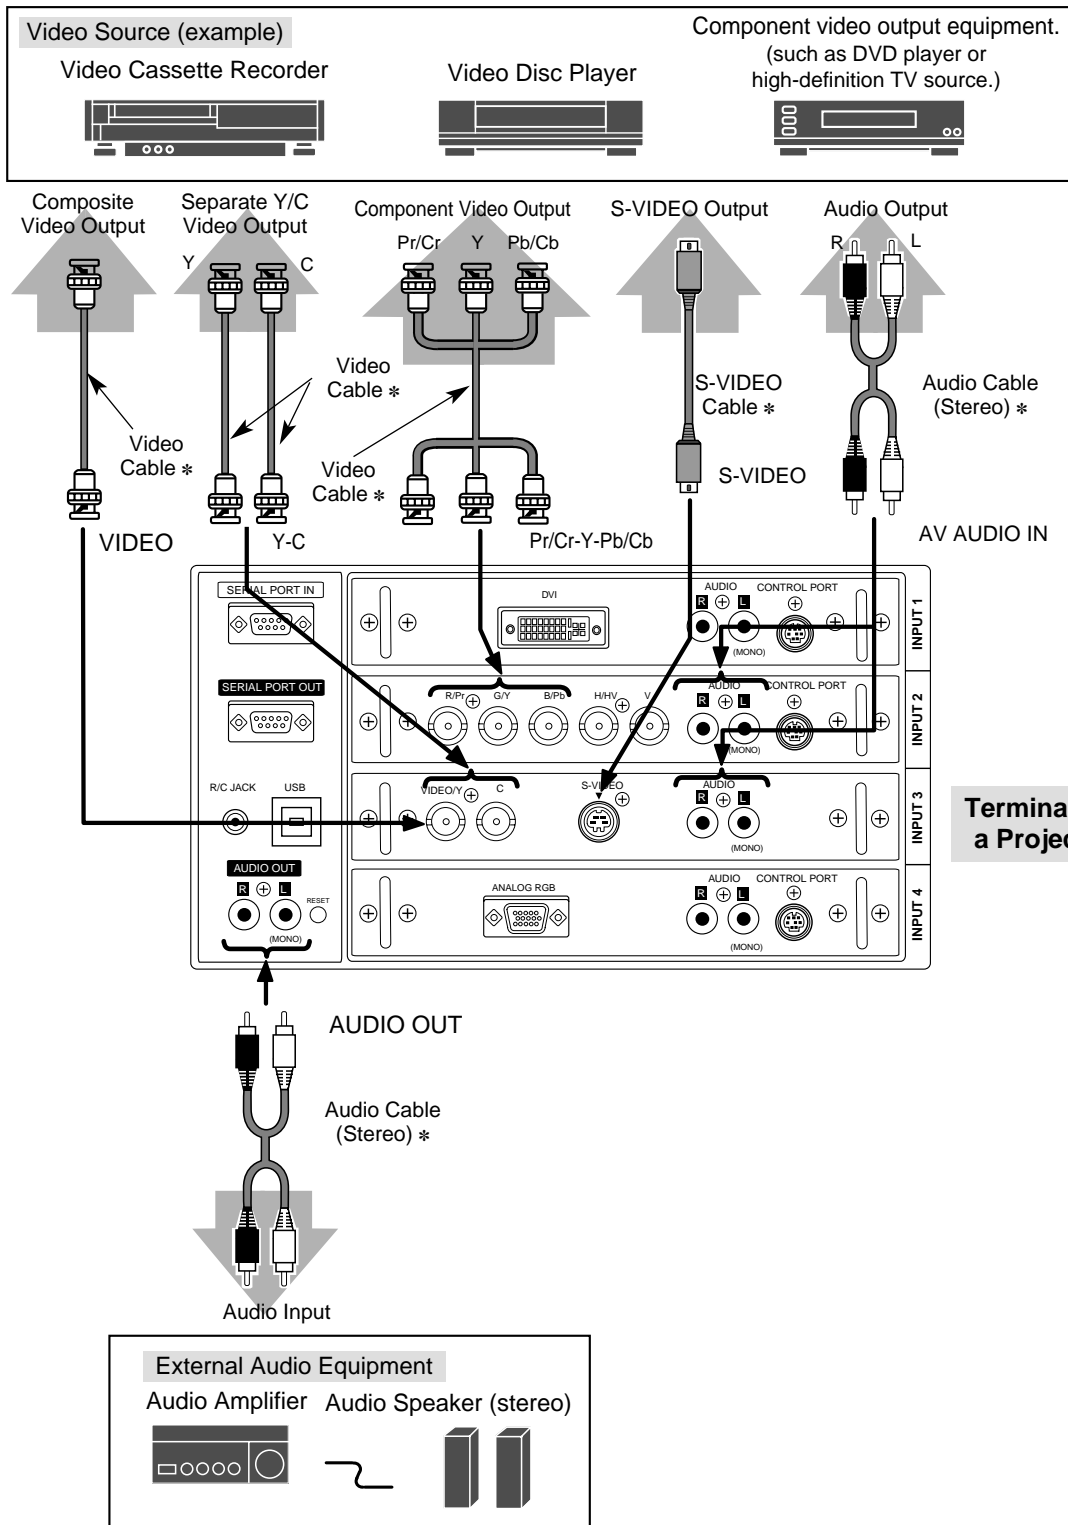 Video Source (example)
Component video output equipment.
(such as DVD player or
high-definition TV source.)
Video Cassette Recorder
Video Disc Player
Composite
Video Output
Separate Y/C
Video Output
Component Video Output
S-VIDEO Output
Audio Output
Y
C
Pr/Cr
Y
Pb/Cb
R
L
Video
Cable *
Video
Cable *
Video
Cable *
S-VIDEO
Cable *
Audio Cable
(Stereo) *
S-VIDEO
VIDEO
Y-C
Pr/Cr-Y-Pb/Cb
AV AUDIO IN
SERIAL PORT IN
DVI
AUDIO
R
L
(MONO)
CONTROL PORT
INPUT 1
SERIAL PORT OUT
R/Pr
G/Y
B/Pb
H/HV
V
AUDIO
R
L
(MONO)
CONTROL PORT
INPUT 2
R/C JACK
USB
VIDEO/Y
C
S-VIDEO
AUDIO
R
L
(MONO)
INPUT 3
Termina
a Projec
AUDIO OUT
R
L
(MONO)
RESET
ANALOG RGB
AUDIO
R
L
(MONO)
CONTROL PORT
INPUT 4
AUDIO OUT
Audio Cable
(Stereo) *
Audio Input
External Audio Equipment
Audio Amplifier
Audio Speaker (stereo)